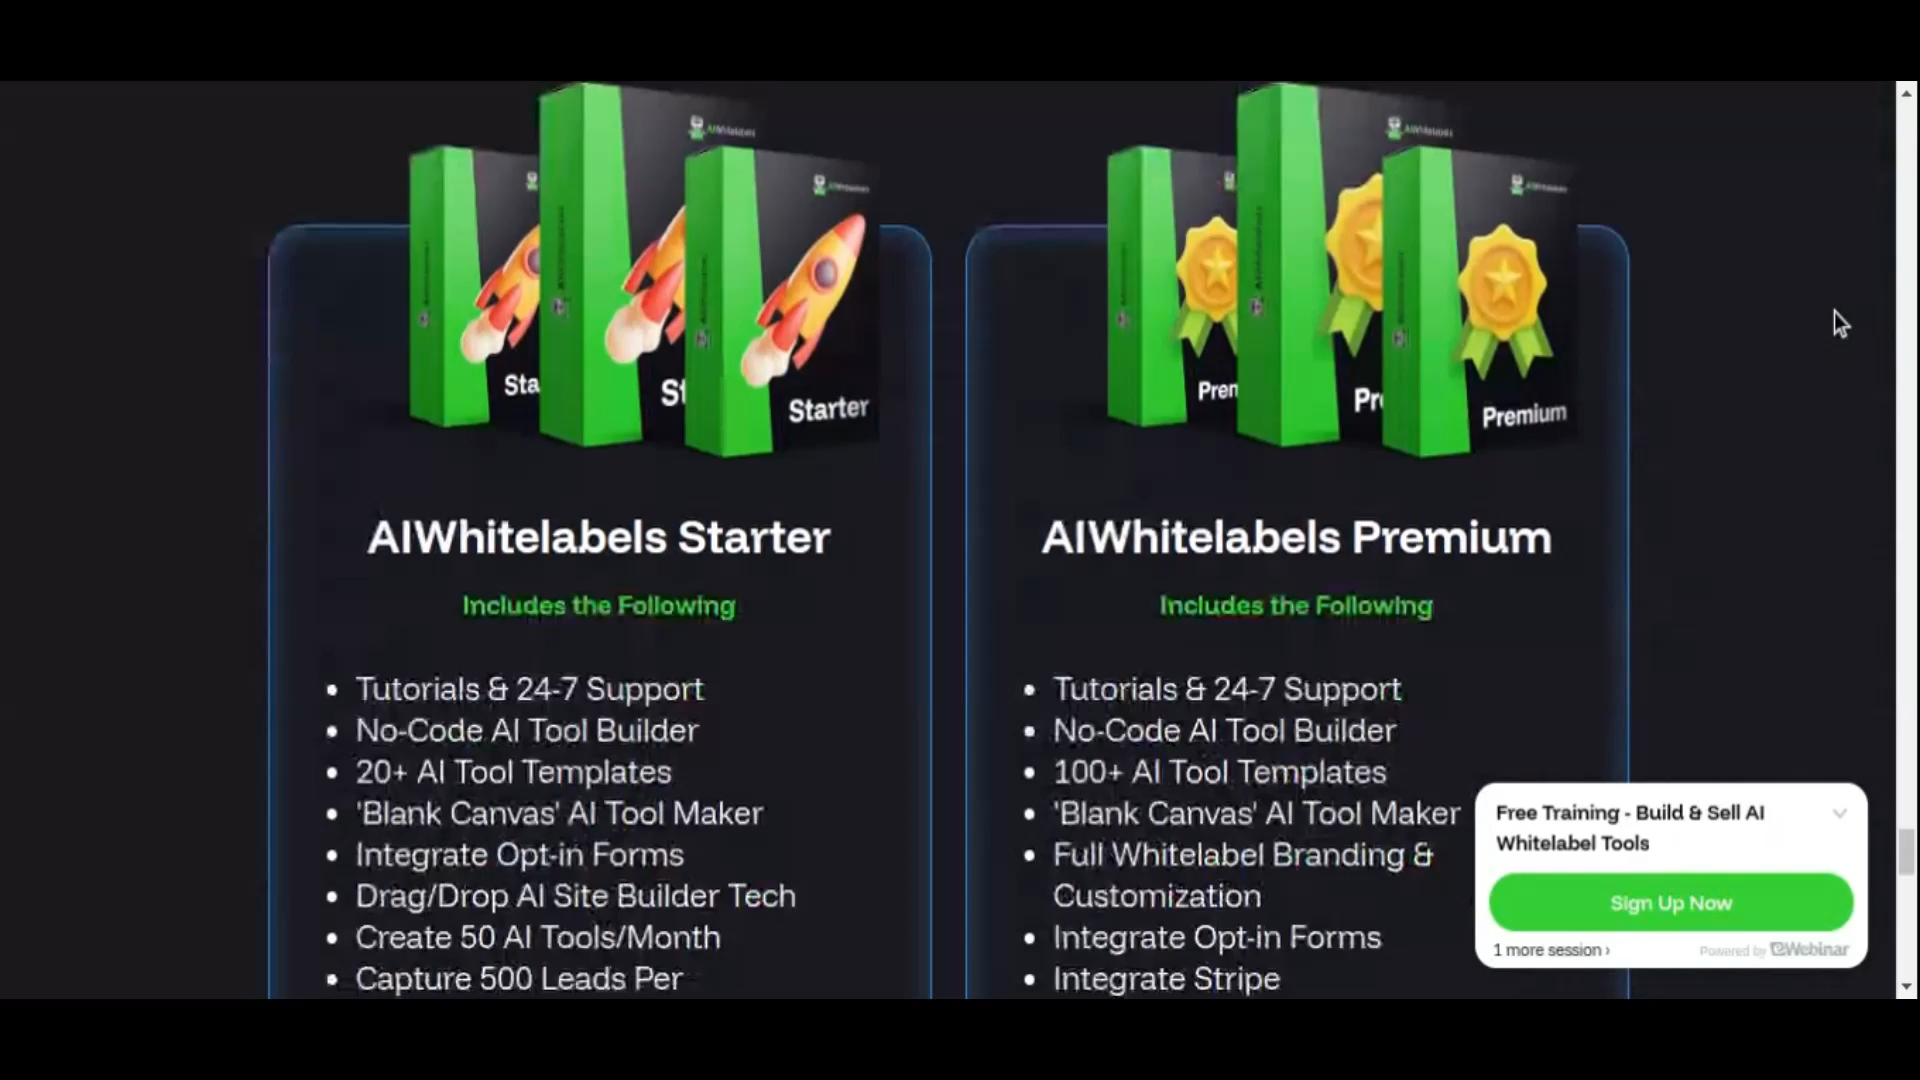 Starter
Premium
AIWhitelabels Starter
Includes the Following
• Tutorials & 24-7 Support
• No-Code AI Tool Builder
• 20+ AI Tool Templates
• 'Blank Canvas' AI Tool Maker
• Integrate Opt-in Forms
• Drag/Drop AI Site Builder Tech
• Create 50 AI Tools/Month
• Capture 500 Leads Per
AIWhitelabels Premium
Includes the Following
• Tutorials & 24-7 Support
• No-Code AI Tool Builder
• 100+ AI Tool Templates
• 'Blank Canvas' AI Tool Maker
• Full Whitelabel Branding &
Customization
• Integrate Opt-in Forms
• Integrate Stripe
Free Training - Build & Sell AI
Whitelabel Tools
Sign Up Now
1 more session ›
Powered by eWebinar